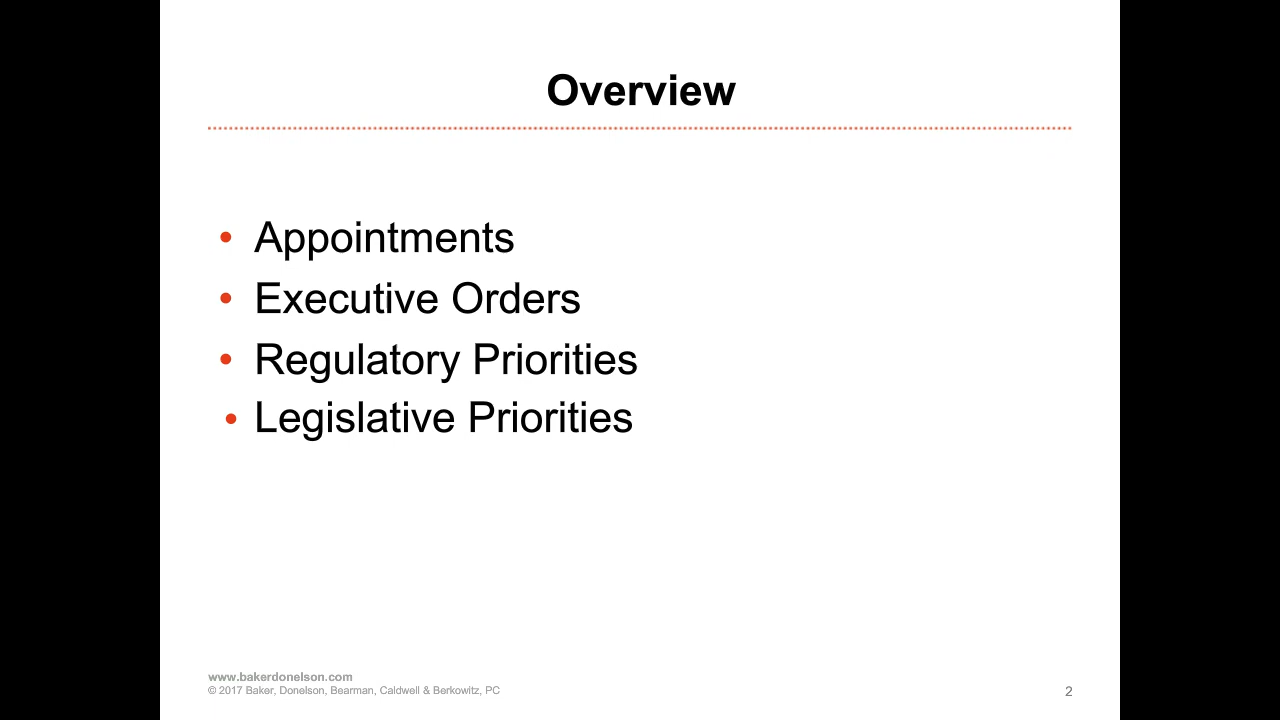 Overview
• Appointments
• Executive Orders
• Regulatory Priorities
• Legislative Priorities
www.bakerdonelson.com
© 2017 Baker, Donelson, Bearman, Caldwell & Berkowitz, PC
2